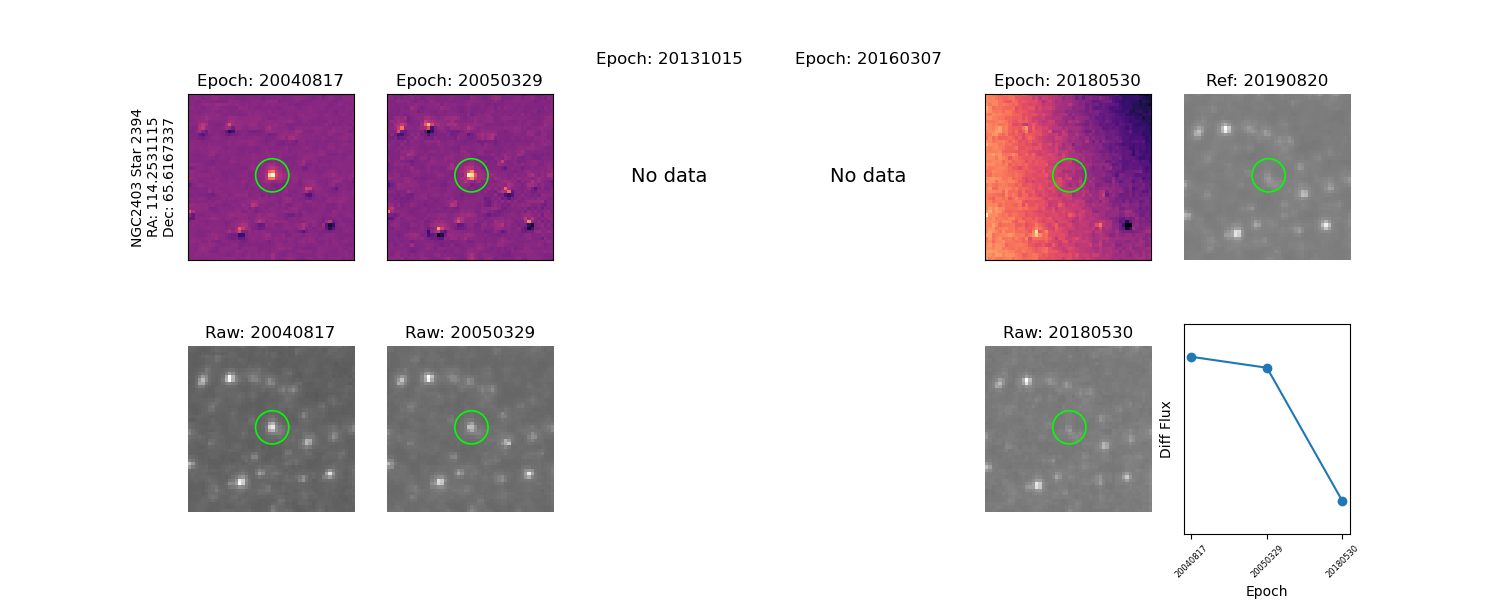 Epoch: 20131015
Epoch: 20160307
Epoch: 20040817
Epoch: 20050329
Epoch: 20180530
Ref: 20190820
NGC2403 Star 2394
RA: 114.2531115
Dec: 65.6167337
No data
No data
Raw: 20040817
Raw: 20050329
Raw: 20180530
Diff Flux
20040817
20050329
20180530
Epoch